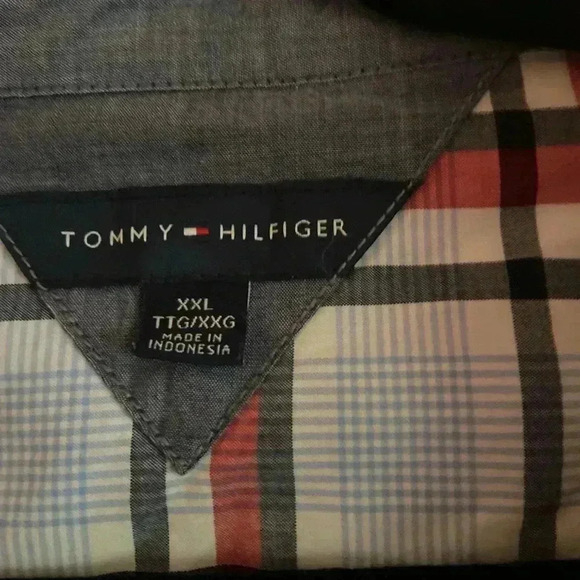 TOMMY HILFIGER
XXL
TTG/XXG
MADE IN
INDONESIA